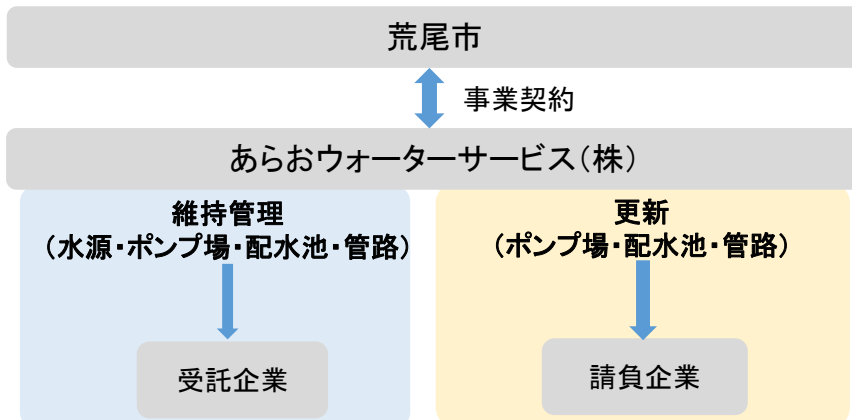 荒尾市
事業契約
あらおウォーターサービス(株)
維持管理
(水源・ポンプ場・配水池・管路)
受託企業
更新
(ポンプ場・配水池・管路)
請負企業